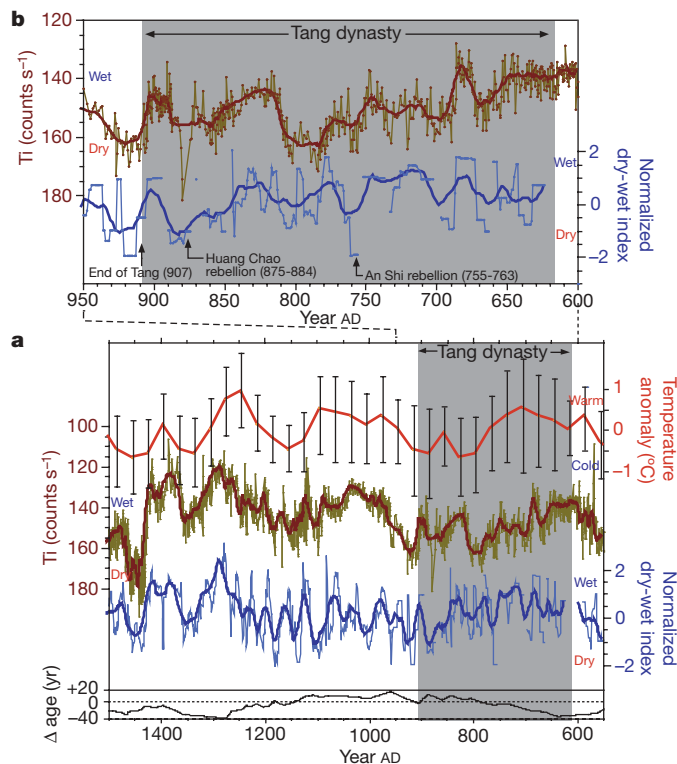 b
Tang dynasty
120
140
160
180
Ti (counts s⁻¹)
Wet
Dry
2
0
−2
Wet
Dry
Normalized
dry-wet index
End of Tang (907)
Huang Chao
rebellion (875-884)
An Shi rebellion (755-763)
950 900 850 800 750 700 650 600
Year AD
a
Tang dynasty
100
120
140
160
180
Ti (counts s⁻¹)
Wet
Dry
Warm
Cold
1
0
−1
Temperature
anomaly (°C)
2
0
−2
Wet
Dry
Normalized
dry-wet index
+20
0
−40
Δ age (yr)
1400 1200 1000 800 600
Year AD